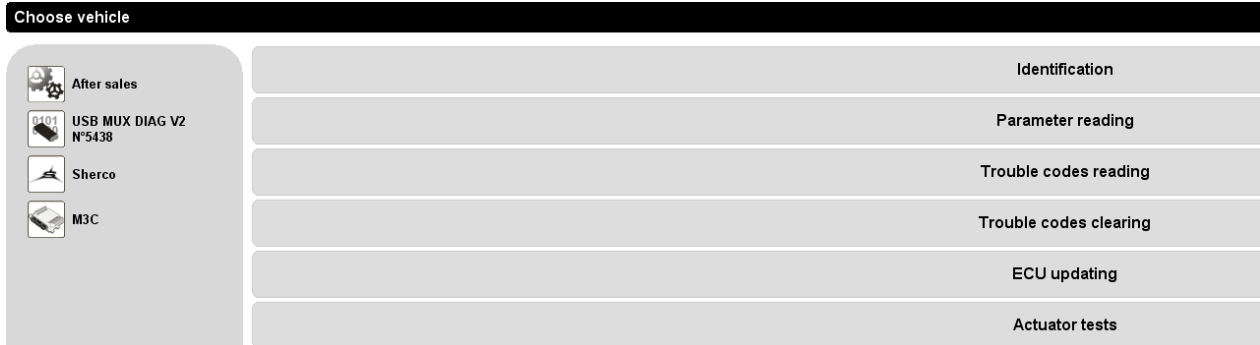 Choose vehicle
After sales
USB MUX DIAG V2
N°5438
Sherco
M3C
Identification
Parameter reading
Trouble codes reading
Trouble codes clearing
ECU updating
Actuator tests